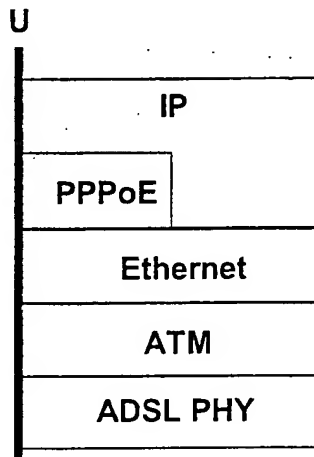 U
IP
PPPoE
Ethernet
ATM
ADSL PHY